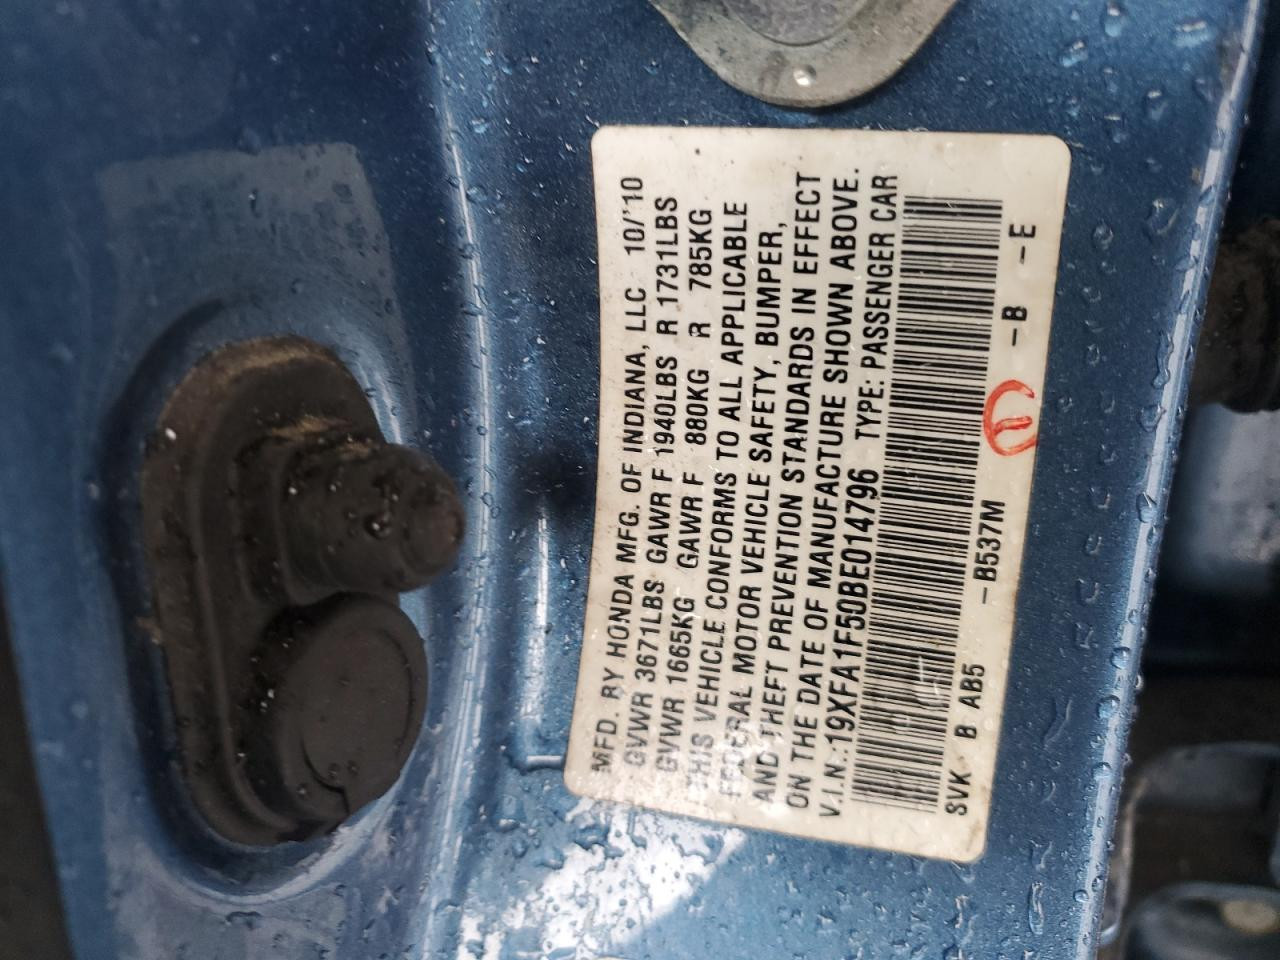 MFD. BY HONDA MFG. OF INDIANA, LLC 10/'10
GVWR 3671LBS GAWR F 1940LBS R 1731LBS
GVWR 1665KG GAWR F 880KG R 785KG
THIS VEHICLE CONFORMS TO ALL APPLICABLE
FEDERAL MOTOR VEHICLE SAFETY, BUMPER,
AND THEFT PREVENTION STANDARDS IN EFFECT
ON THE DATE OF MANUFACTURE SHOWN ABOVE.
V.I.N.:19XFA1F50BE014796 TYPE: PASSENGER CAR
SVK B AB5 -B537M -B -E